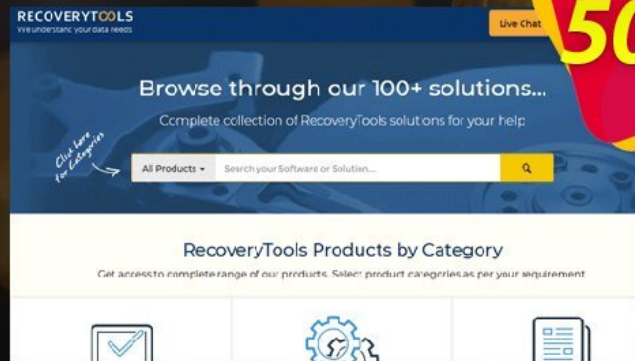 RECOVERYTOOLS
We understand your data needs
Live Chat
50
Browse through our 100+ solutions...
Complete collection of RecoveryTools solutions for your help
Click here
for Categories
All Products
Search your Software or Solution...
RecoveryTools Products by Category
Get access to complete range of our products. Select product categories as per your requirement